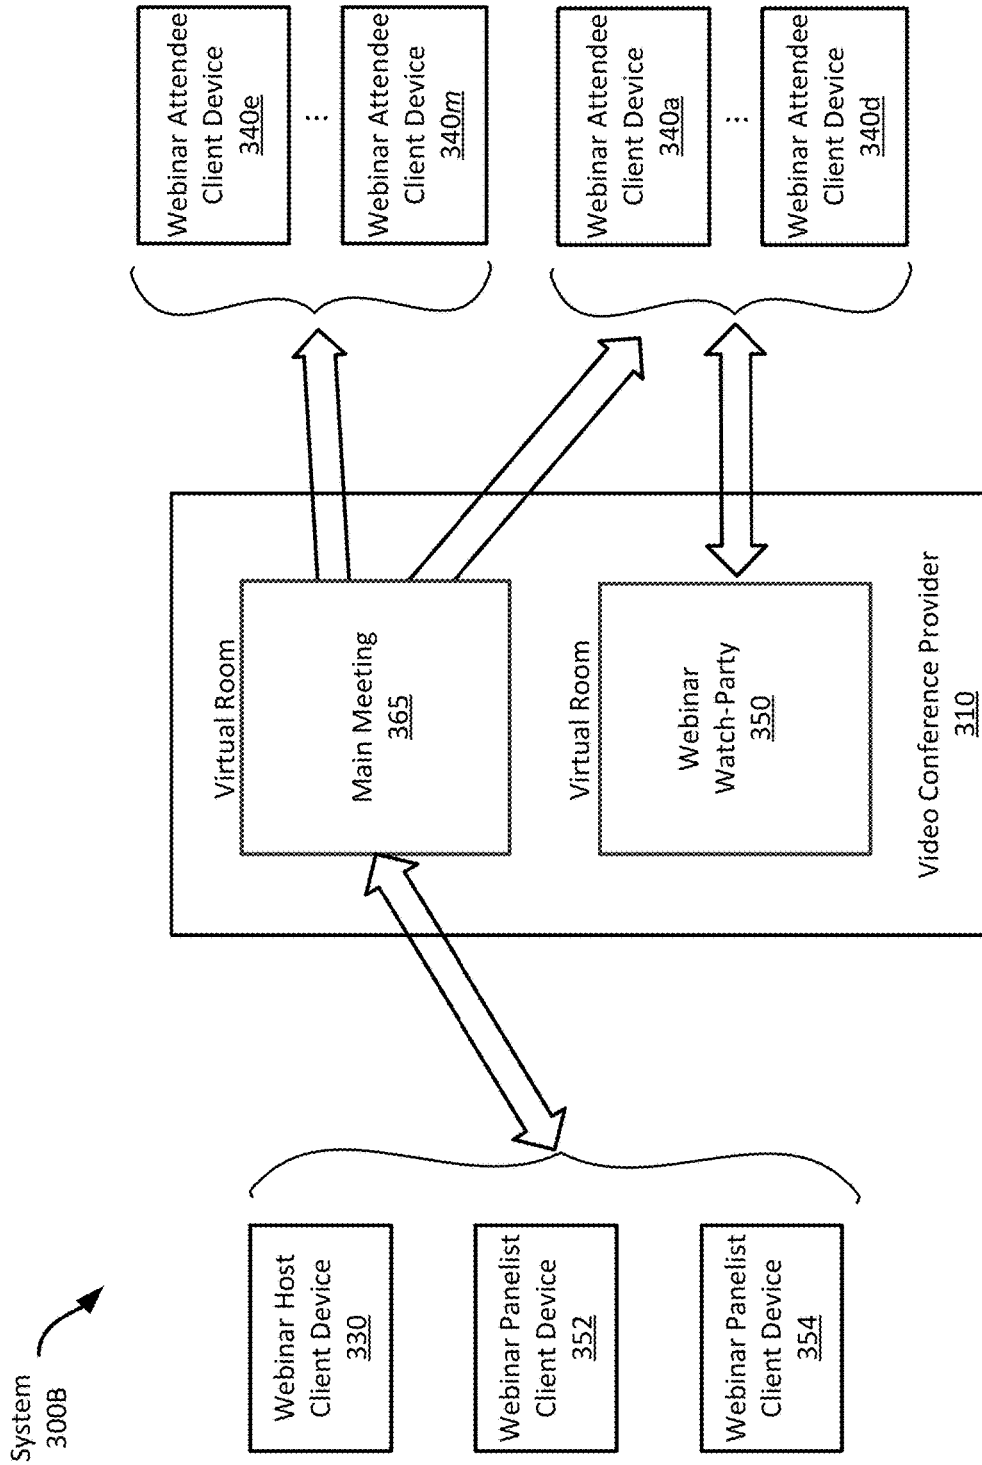 System
300B
Webinar Host
Client Device
330
Webinar Panelist
Client Device
352
Webinar Panelist
Client Device
354
Virtual Room
Main Meeting
365
Virtual Room
Webinar
Watch-Party
350
Video Conference Provider
310
Webinar Attendee
Client Device
340e
...
Webinar Attendee
Client Device
340m
Webinar Attendee
Client Device
340a
...
Webinar Attendee
Client Device
340d